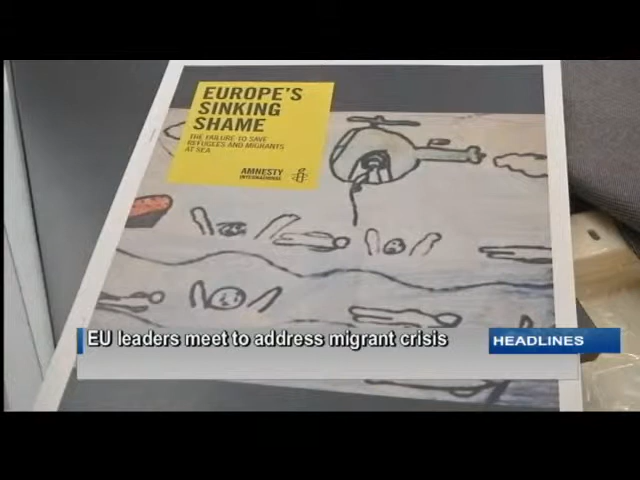 EUROPE'S
SINKING
SHAME
THE FAILURE TO SAVE
REFUGEES AND MIGRANTS
AT SEA
AMNESTY
INTERNATIONAL
EU leaders meet to address migrant crisis
HEADLINES